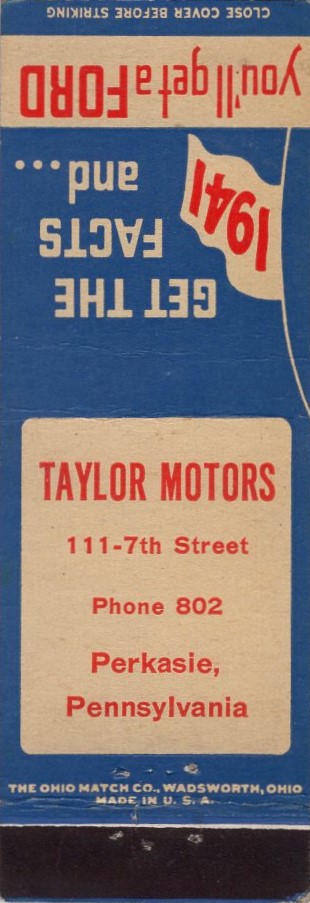 GET THE
FACTS
and...
1941
you'll get a FORD
CLOSE COVER BEFORE STRIKING
TAYLOR MOTORS
111-7th Street
Phone 802
Perkasie,
Pennsylvania
THE OHIO MATCH CO., WADSWORTH, OHIO
MADE IN U. S. A.